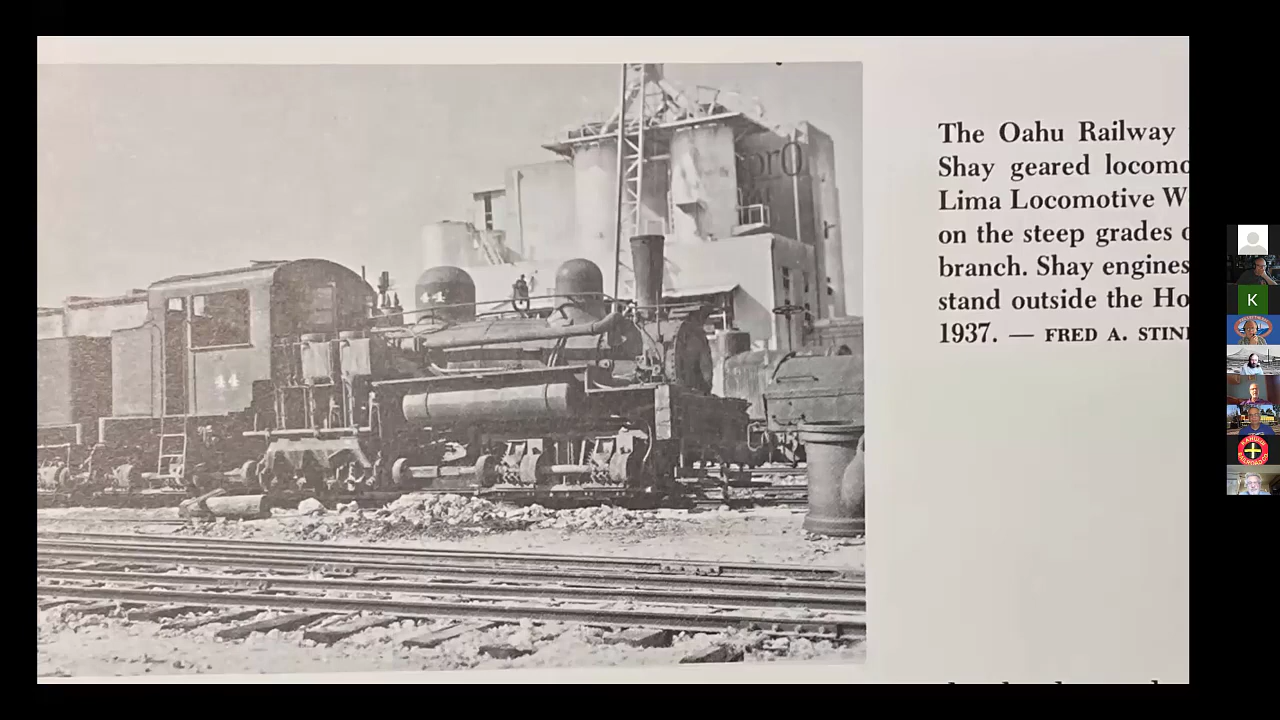 44
44
pro
The Oahu Railway
Shay geared locomo
Lima Locomotive W
on the steep grades o
branch. Shay engines
stand outside the Ho
1937. — FRED A. STIN
K